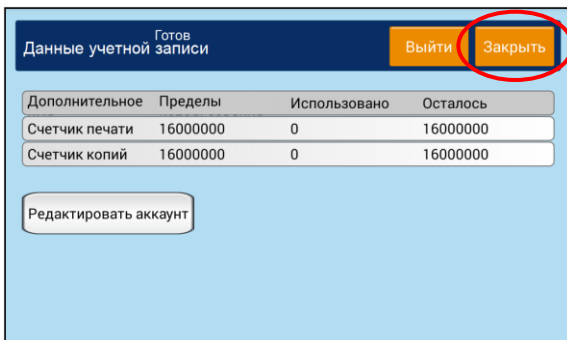 Готов
Данные учетной записи
Выйти
Закрыть
Дополнительное Пределы Использовано Осталось
Счетчик печати 16000000 0 16000000
Счетчик копий 16000000 0 16000000
Редактировать аккаунт